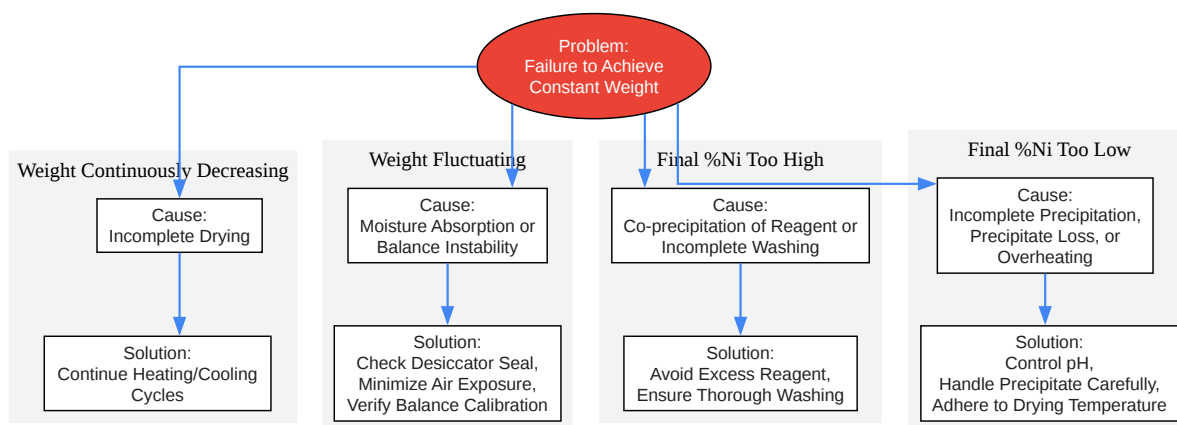 Problem:
Failure to Achieve
Constant Weight
Weight Continuously Decreasing
Cause:
Incomplete Drying
Solution:
Continue Heating/Cooling
Cycles
Weight Fluctuating
Cause:
Moisture Absorption or
Balance Instability
Solution:
Check Desiccator Seal,
Minimize Air Exposure,
Verify Balance Calibration
Final %Ni Too High
Cause:
Co-precipitation of Reagent or
Incomplete Washing
Solution:
Avoid Excess Reagent,
Ensure Thorough Washing
Final %Ni Too Low
Cause:
Incomplete Precipitation,
Precipitate Loss, or
Overheating
Solution:
Control pH,
Handle Precipitate Carefully,
Adhere to Drying Temperature